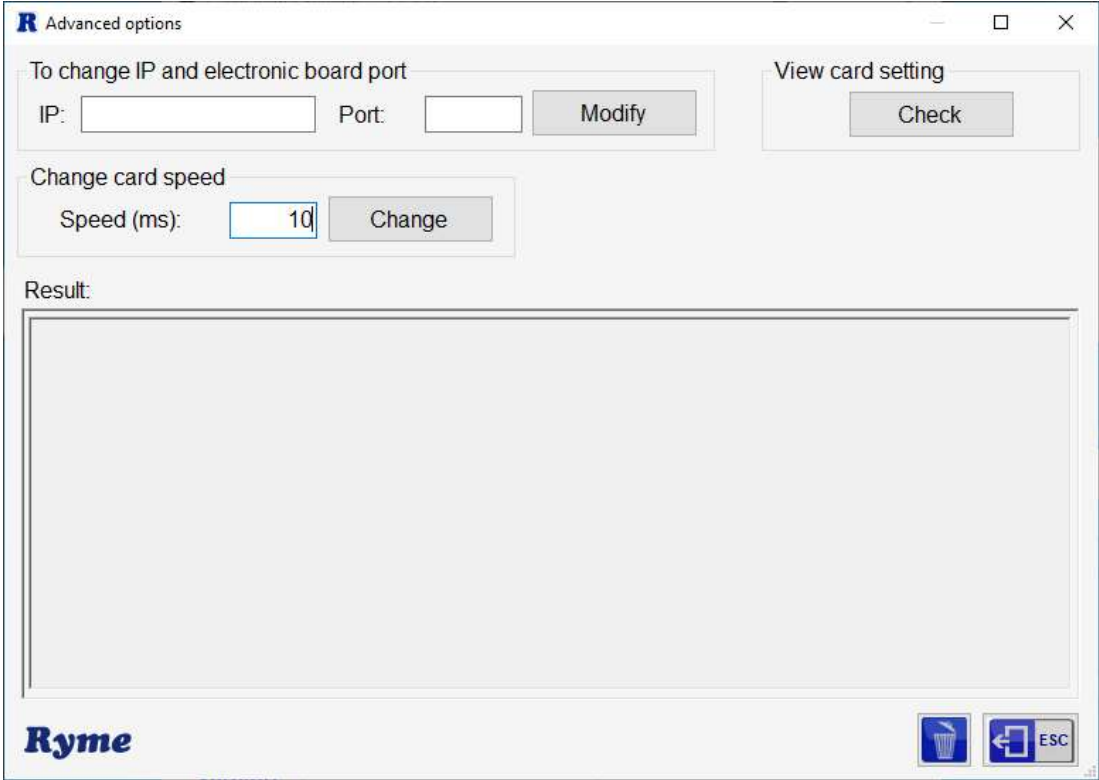 R Advanced options
To change IP and electronic board port
IP: Port: Modify
View card setting
Check
Change card speed
Speed (ms): 10 Change
Result:
Ryme
ESC